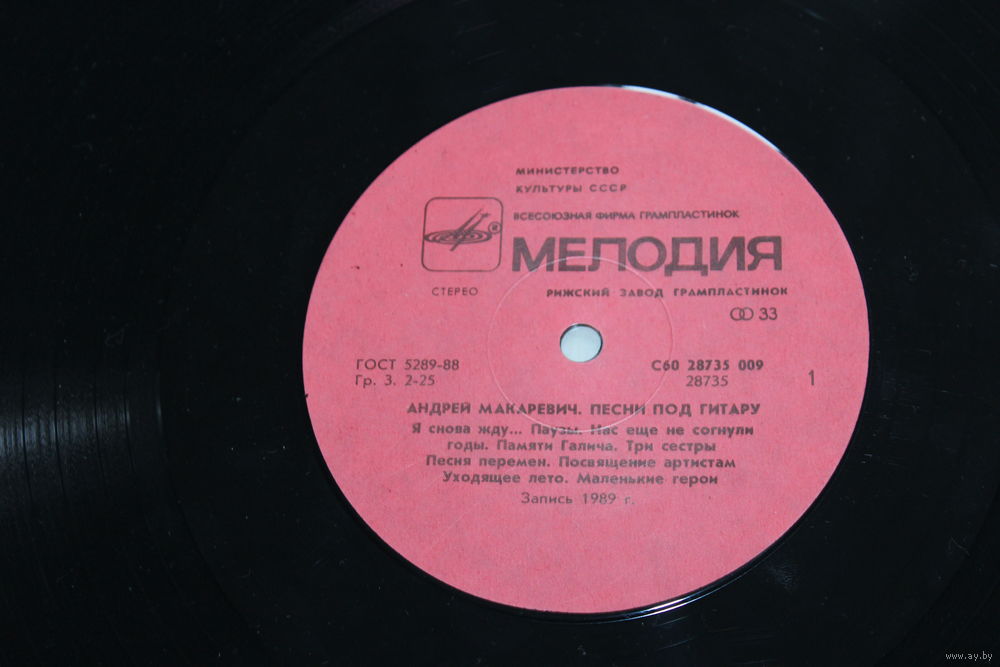 МИНИСТЕРСТВО
КУЛЬТУРЫ СССР
ВСЕСОЮЗНАЯ ФИРМА ГРАМПЛАСТИНОК
®
МЕЛОДИЯ
СТЕРЕО
РИЖСКИЙ ЗАВОД ГРАМПЛАСТИНОК
33
ГОСТ 5289-88
Гр. 3. 2-25
С60 28735 009
28735
1
АНДРЕЙ МАКАРЕВИЧ. ПЕСНИ ПОД ГИТАРУ
Я снова жду... Паузы. Нас еще не согнули
годы. Памяти Галича. Три сестры
Песня перемен. Посвящение артистам
Уходящее лето. Маленькие герои
Запись 1989 г.
www.ay.by